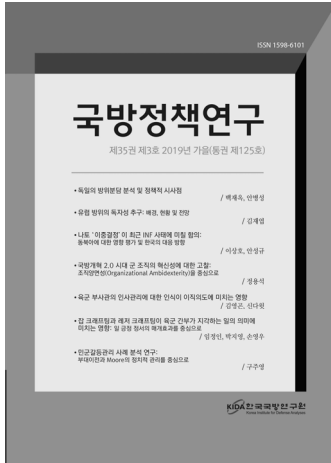 ISSN 1598-6101
국방정책연구
제35권 제3호 2019년 가을(통권 제125호)
• 독일의 방위분담 분석 및 정책적 시사점
/ 백재옥, 안병성
• 유럽 방위의 독자성 추구: 배경, 현황 및 전망
/ 김재엽
• 나토 '이중결정'이 최근 INF 사태에 미칠 함의:
동북아에 대한 영향 평가 및 한국의 대응 방향
/ 이상호, 안성규
• 국방개혁 2.0 시대 군 조직의 혁신성에 대한 고찰:
조직양면성(Organizational Ambidexterity)을 중심으로
/ 정용석
• 육군 부사관의 인사관리에 대한 인식이 이직의도에 미치는 영향
/ 김영곤, 신다윗
• 잡 크래프팅과 레저 크래프팅이 육군 간부가 지각하는 일의 의미에
미치는 영향: 일 긍정 정서의 매개효과를 중심으로
/ 임정인, 박지영, 손영우
• 민군갈등관리 사례 분석 연구:
부대이전과 Moore의 정치적 관리를 중심으로
/ 구주영
KIDA 한국국방연구원
Korea Institute for Defense Analyses